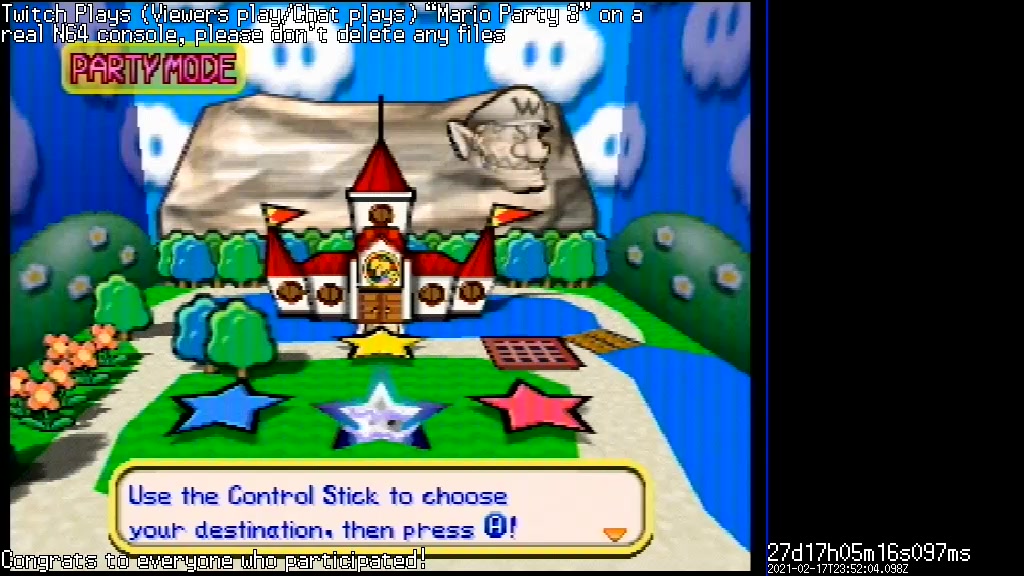 Twitch Plays (Viewers play/Chat plays) "Mario Party 3" on a
real N64 console, please don't delete any files
PARTY MODE
W
Use the Control Stick to choose
your destination, then press A!
Congrats to everyone who participated!
27d17h05m16s097ms
2021-02-17T23:52:04.098Z